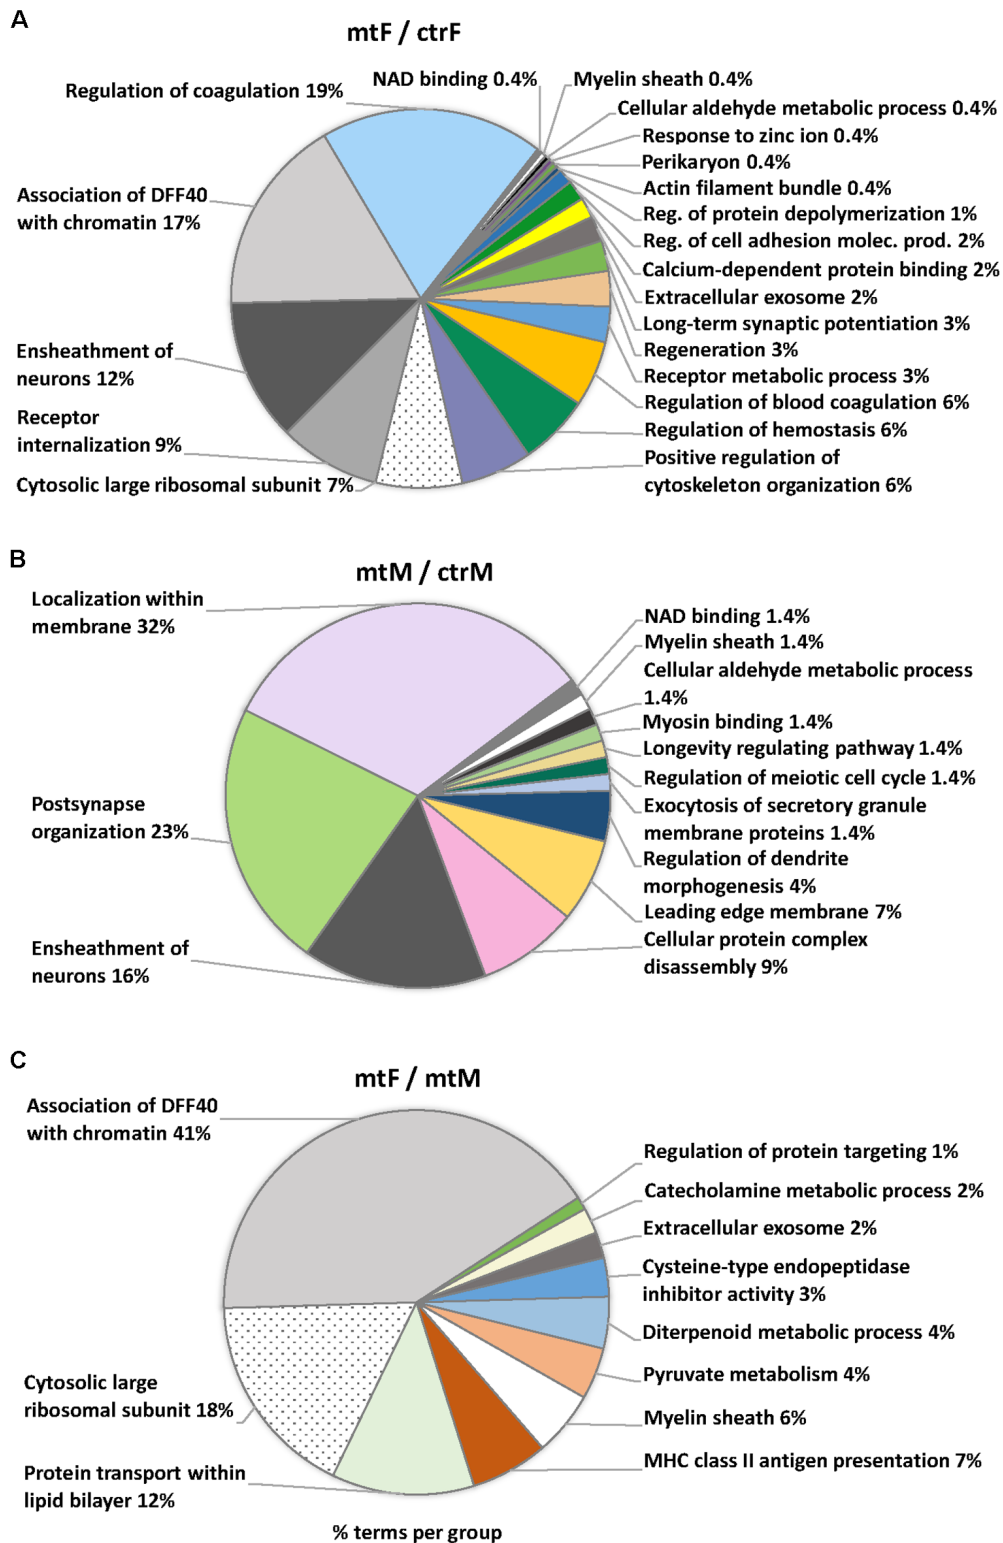 A
mtF / ctrF
Regulation of coagulation 19%
NAD binding 0.4%
Myelin sheath 0.4%
Cellular aldehyde metabolic process 0.4%
Response to zinc ion 0.4%
Perikaryon 0.4%
Actin filament bundle 0.4%
Reg. of protein depolymerization 1%
Reg. of cell adhesion molec. prod. 2%
Calcium-dependent protein binding 2%
Extracellular exosome 2%
Long-term synaptic potentiation 3%
Regeneration 3%
Receptor metabolic process 3%
Regulation of blood coagulation 6%
Regulation of hemostasis 6%
Positive regulation of
cytoskeleton organization 6%
Association of DFF40
with chromatin 17%
Ensheathment of
neurons 12%
Receptor
internalization 9%
Cytosolic large ribosomal subunit 7%
B
mtM / ctrM
Localization within
membrane 32%
NAD binding 1.4%
Myelin sheath 1.4%
Cellular aldehyde metabolic process
1.4%
Myosin binding 1.4%
Longevity regulating pathway 1.4%
Regulation of meiotic cell cycle 1.4%
Exocytosis of secretory granule
membrane proteins 1.4%
Regulation of dendrite
morphogenesis 4%
Leading edge membrane 7%
Cellular protein complex
disassembly 9%
Postsynapse
organization 23%
Ensheathment of
neurons 16%
C
mtF / mtM
Association of DFF40
with chromatin 41%
Regulation of protein targeting 1%
Catecholamine metabolic process 2%
Extracellular exosome 2%
Cysteine-type endopeptidase
inhibitor activity 3%
Diterpenoid metabolic process 4%
Pyruvate metabolism 4%
Myelin sheath 6%
MHC class II antigen presentation 7%
Cytosolic large
ribosomal subunit 18%
Protein transport within
lipid bilayer 12%
% terms per group